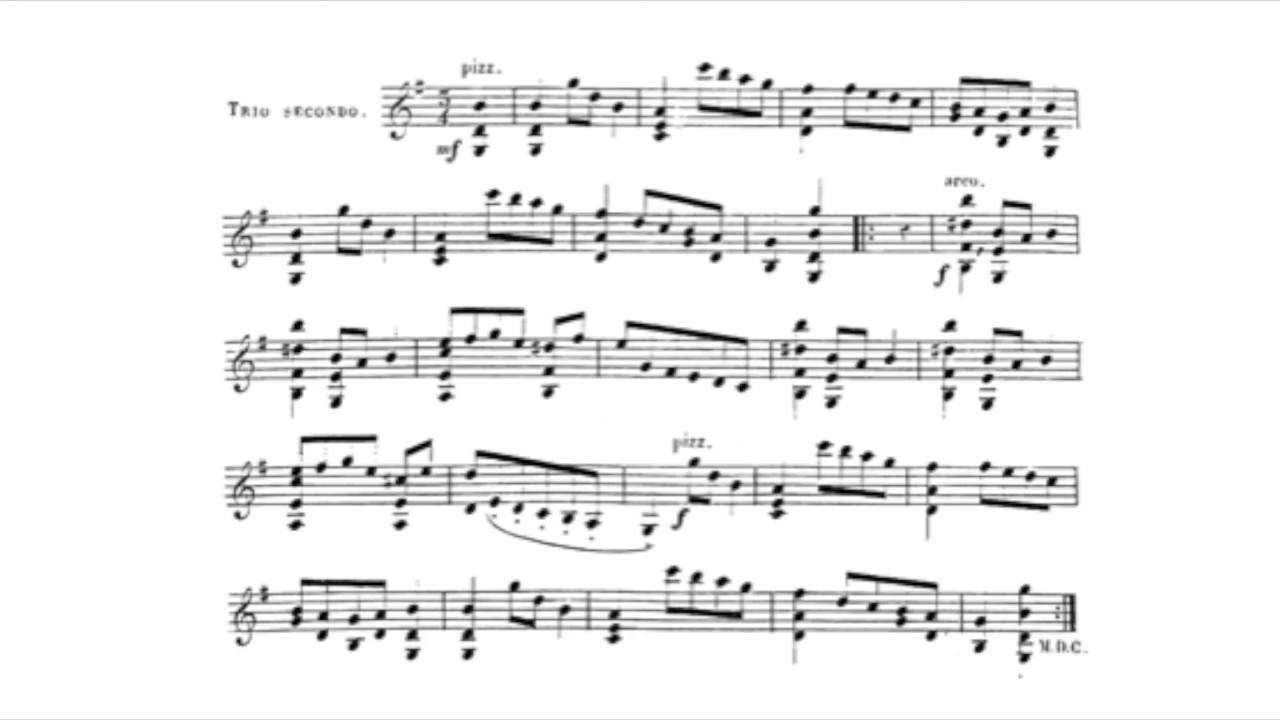 pizz.
TRIO SECONDO.
mf
arco.
f
pizz.
f
M.D.C.